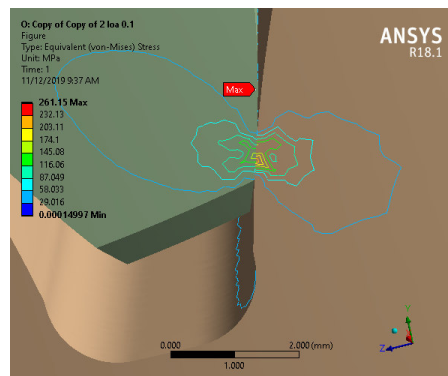 O: Copy of Copy of 2 loa 0.1
Figure
Type: Equivalent (von-Mises) Stress
Unit: MPa
Time: 1
11/12/2019 9:37 AM
ANSYS
R18.1
Max
261.15 Max
232.13
203.11
174.1
145.08
116.06
87.049
58.033
29.016
0.00014997 Min
0.000
2.000 (mm)
1.000
Y
Z